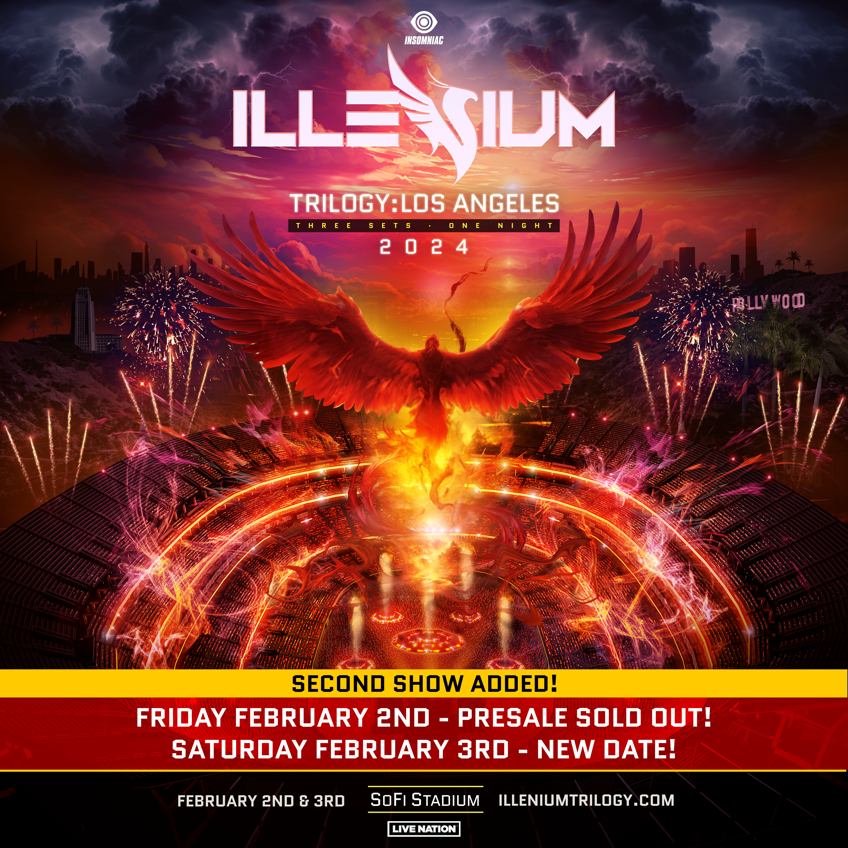 INSOMNIAC
ILLENIUM
TRILOGY:LOS ANGELES
THREE SETS · ONE NIGHT
2024
HOLLYWOOD
SECOND SHOW ADDED!
FRIDAY FEBRUARY 2ND - PRESALE SOLD OUT!
SATURDAY FEBRUARY 3RD - NEW DATE!
FEBRUARY 2ND & 3RD SoFi STADIUM ILLENIUMTRILOGY.COM
LIVE NATION